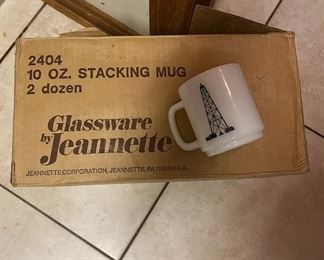 2404
10 OZ. STACKING MUG
2 dozen
Glassware
by Jeannette
JEANNETTE CORPORATION, JEANNETTE, PA 15644 U.S.A.